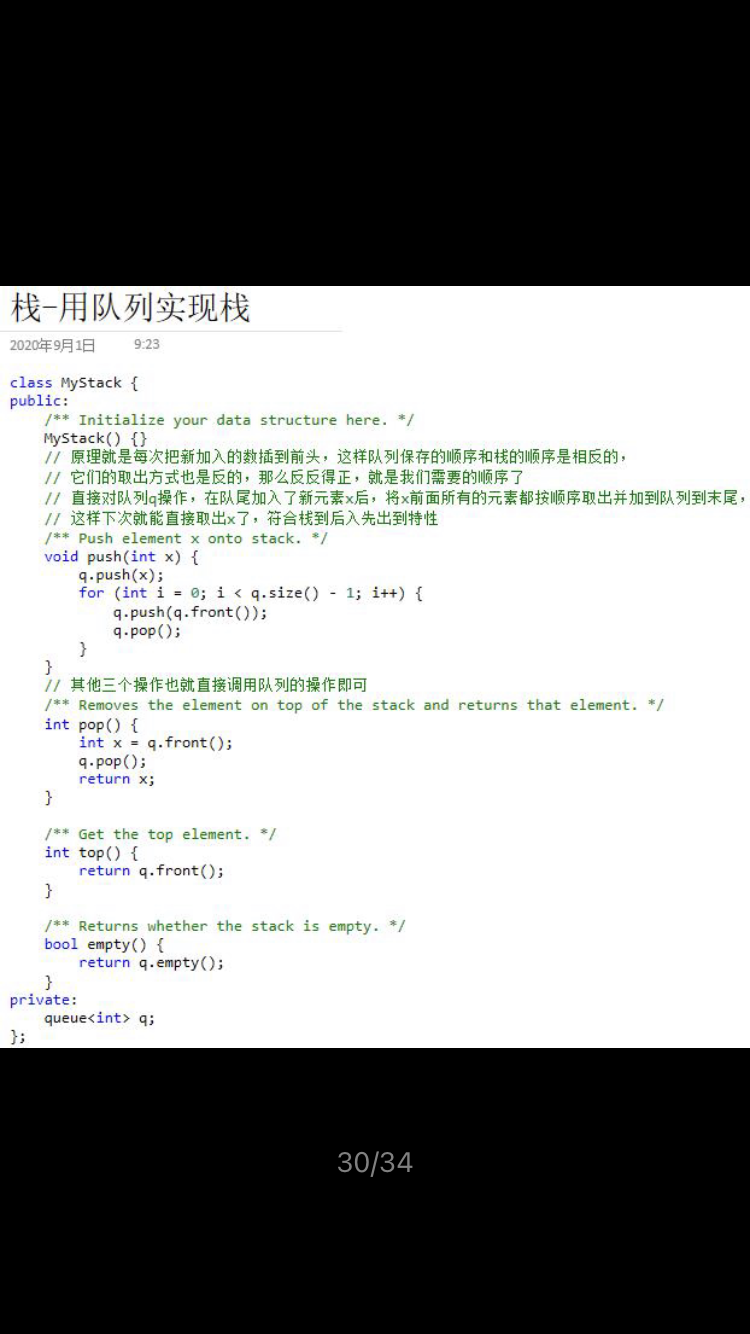 栈-用队列实现栈
2020年9月1日 9:23
class MyStack {
public:
    /** Initialize your data structure here. */
    MyStack() {}
    // 原理就是每次把新加入的数插到前头，这样队列保存的顺序和栈的顺序是相反的，
    // 它们的取出方式也是反的，那么反反得正，就是我们需要的顺序了
    // 直接对队列q操作，在队尾加入了新元素x后，将x前面所有的元素都按顺序取出并加到队列到末尾，
    // 这样下次就能直接取出x了，符合栈到后入先出到特性
    /** Push element x onto stack. */
    void push(int x) {
        q.push(x);
        for (int i = 0; i < q.size() - 1; i++) {
            q.push(q.front());
            q.pop();
        }
    }
    // 其他三个操作也就直接调用队列的操作即可
    /** Removes the element on top of the stack and returns that element. */
    int pop() {
        int x = q.front();
        q.pop();
        return x;
    }
    /** Get the top element. */
    int top() {
        return q.front();
    }
    /** Returns whether the stack is empty. */
    bool empty() {
        return q.empty();
    }
private:
    queue<int> q;
};
30/34